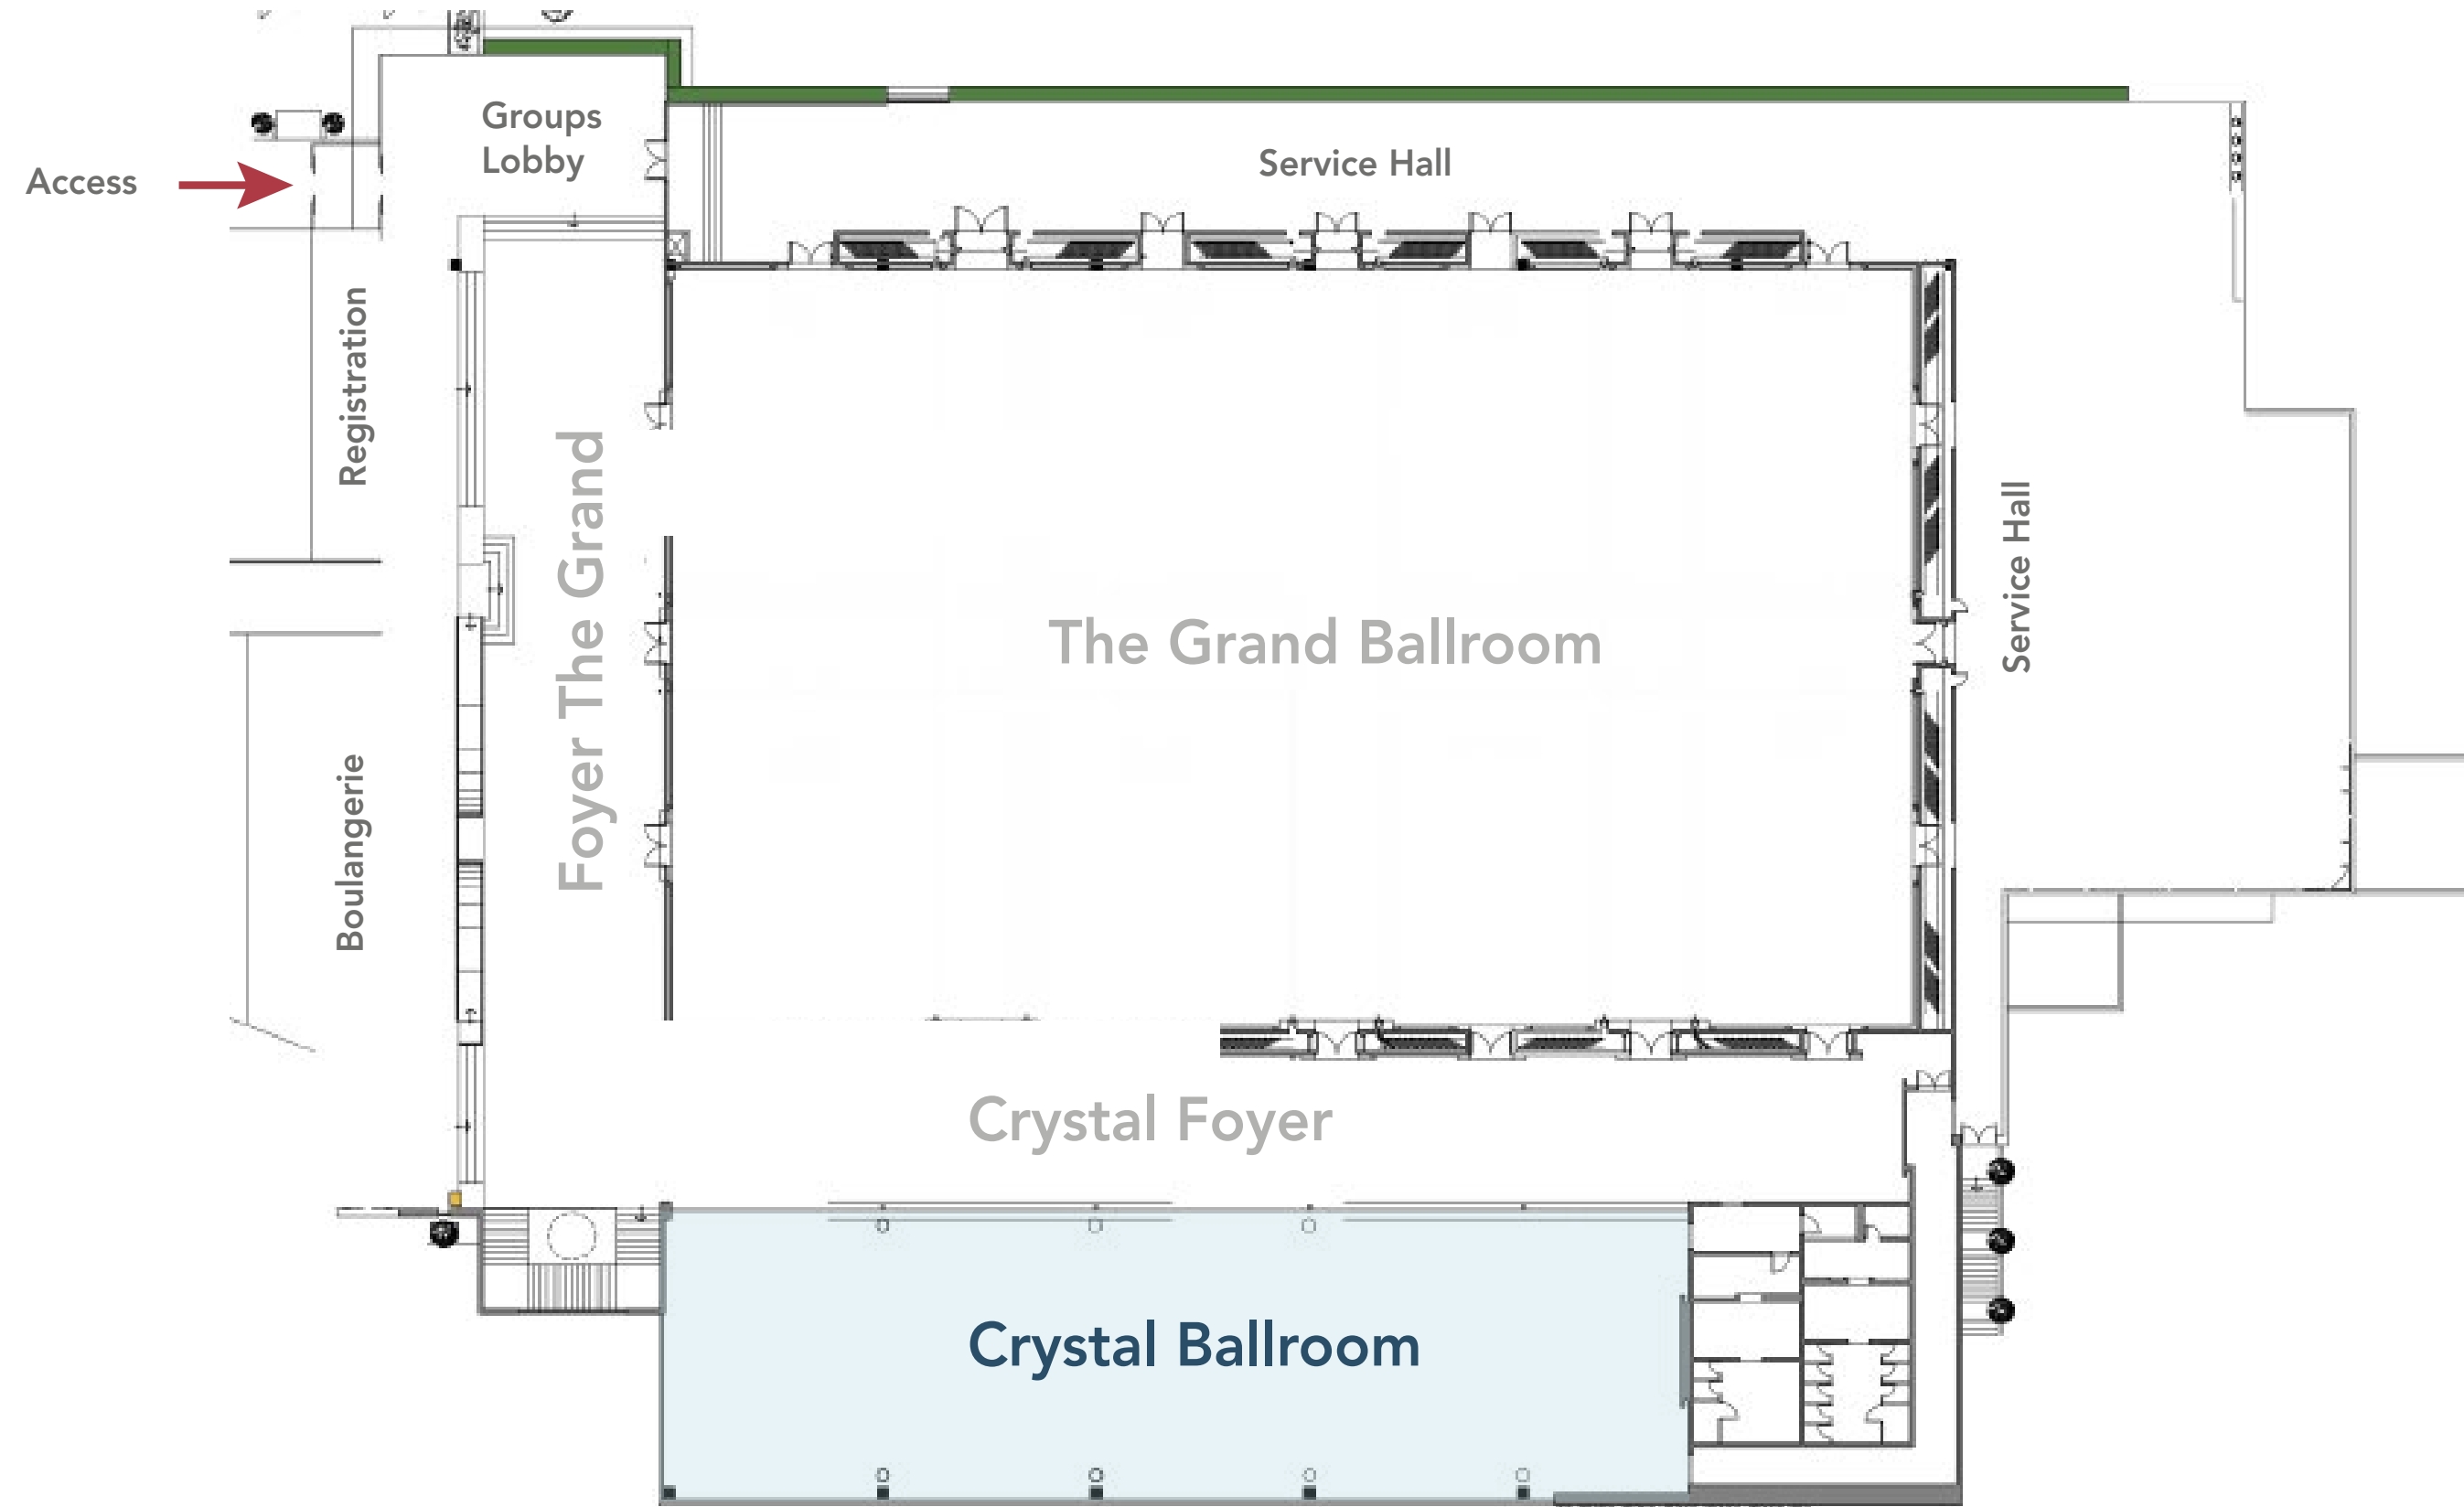 Groups
Lobby
Access
Service Hall
Registration
Foyer The Grand
The Grand Ballroom
Service Hall
Boulangerie
Crystal Foyer
Crystal Ballroom